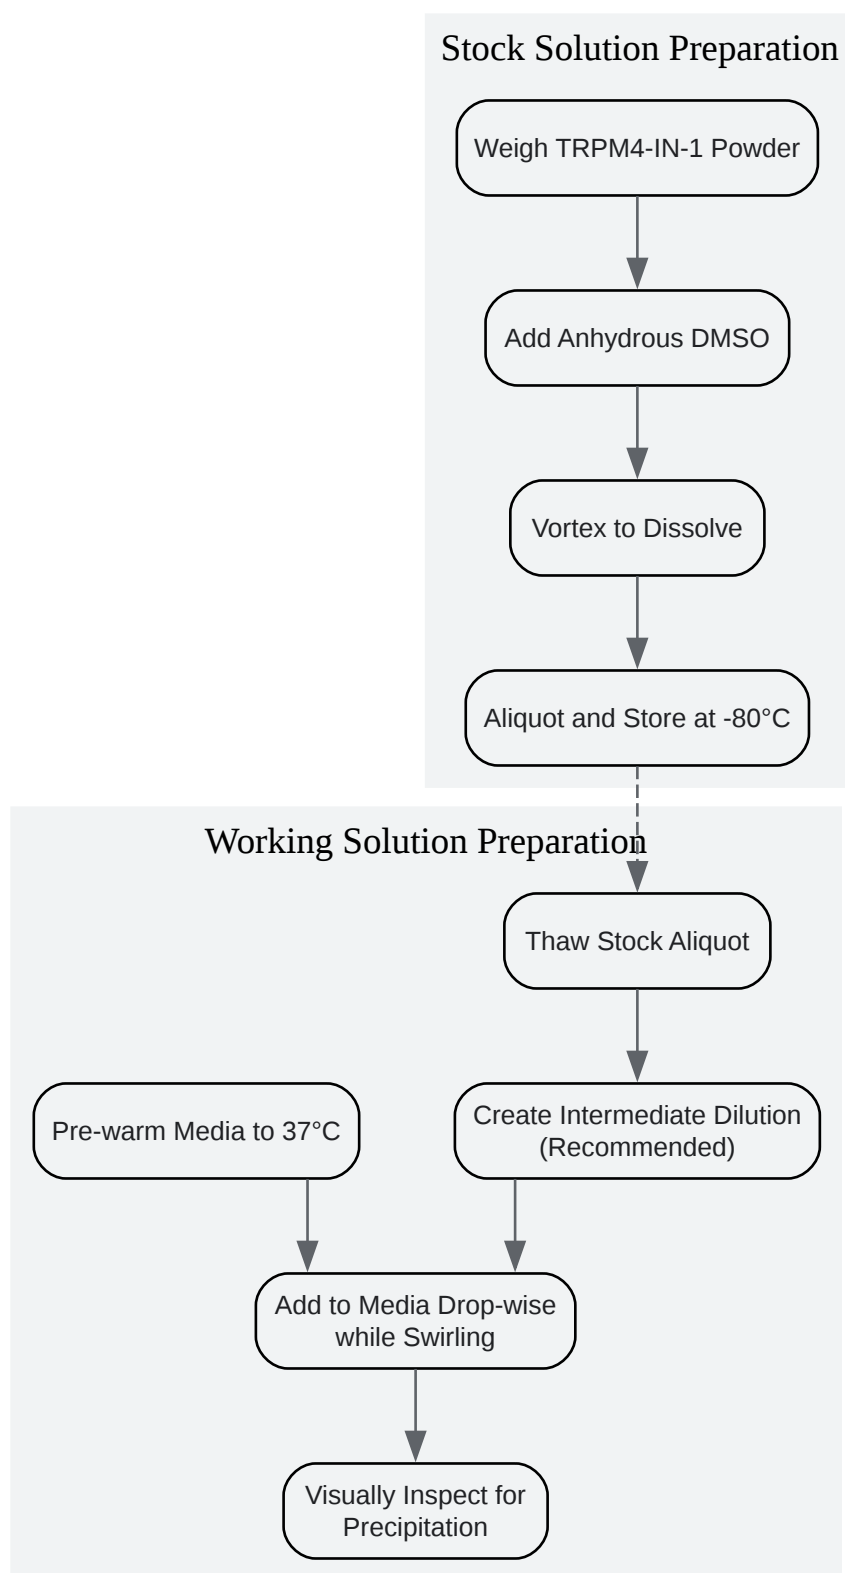 Stock Solution Preparation
Weigh TRPM4-IN-1 Powder
Add Anhydrous DMSO
Vortex to Dissolve
Aliquot and Store at -80°C
Working Solution Preparation
Thaw Stock Aliquot
Pre-warm Media to 37°C
Create Intermediate Dilution
(Recommended)
Add to Media Drop-wise
while Swirling
Visually Inspect for
Precipitation